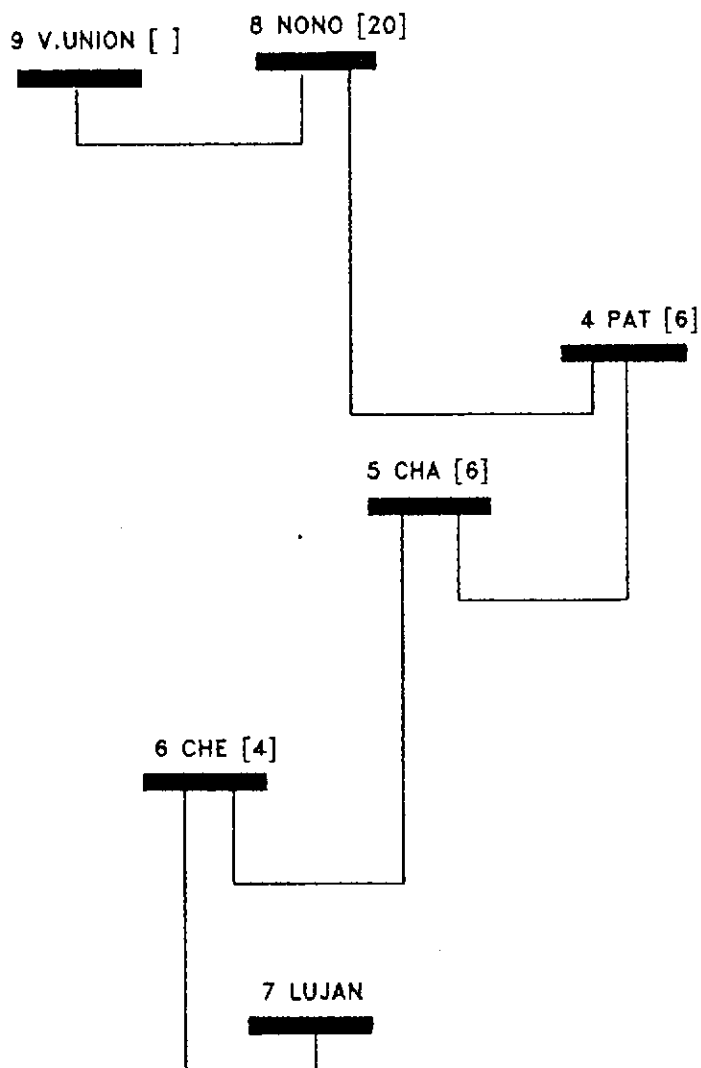 9 V.UNION [ ]
8 NONO [20]
4 PAT [6]
5 CHA [6]
6 CHE [4]
7 LUJAN